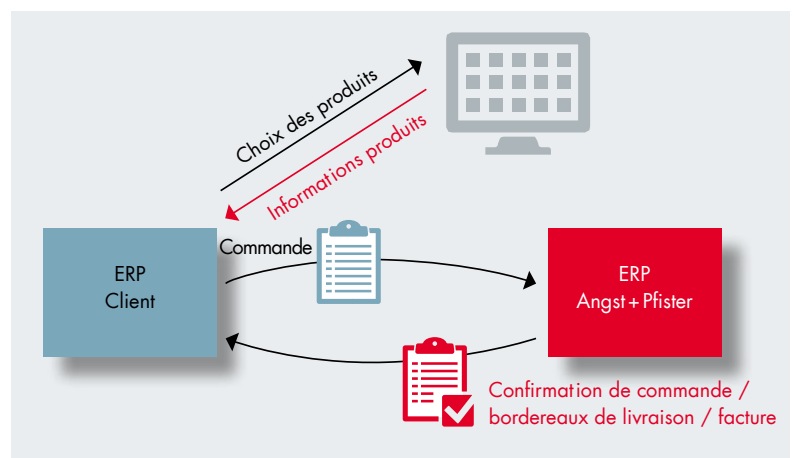 Choix des produits
Informations produits
Commande
ERP
Client
ERP
Angst + Pfister
Confirmation de commande /
bordereaux de livraison / facture